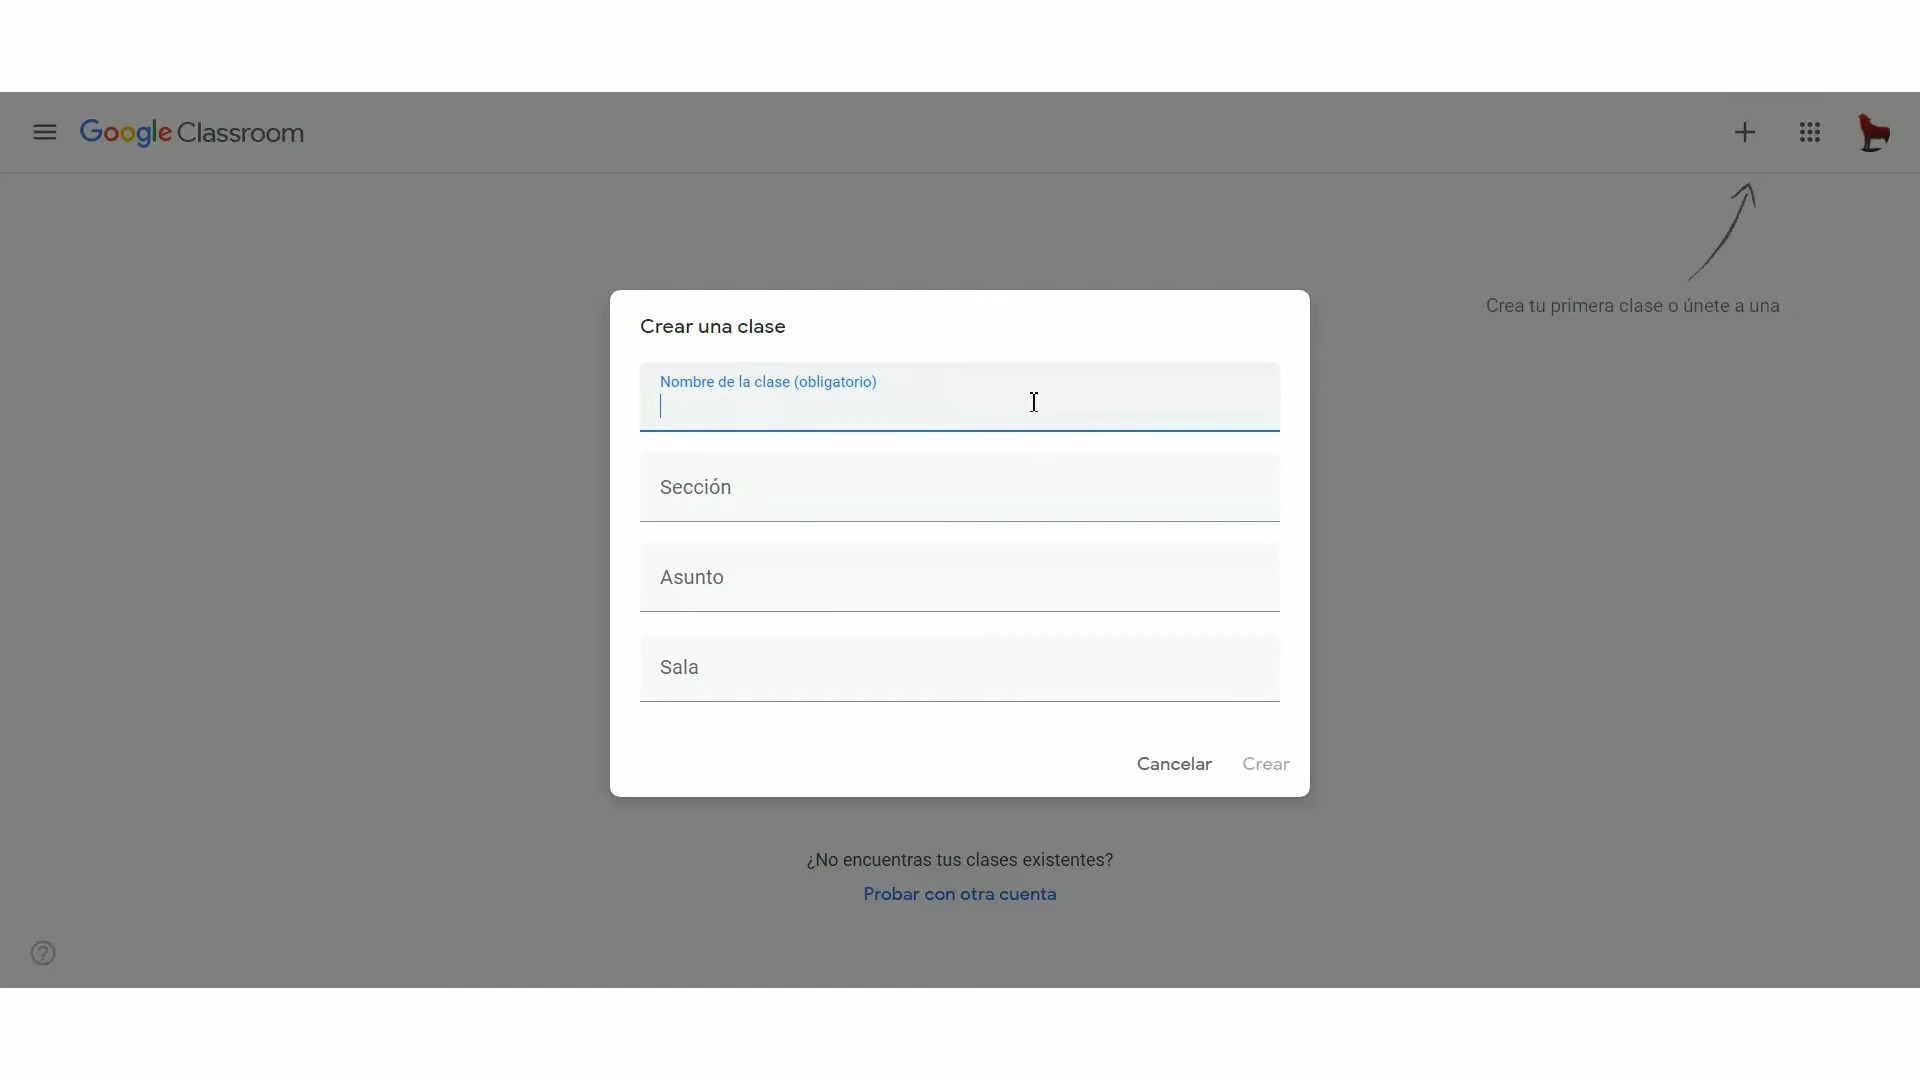 Google Classroom
Crea tu primera clase o únete a una
Crear una clase
Nombre de la clase (obligatorio)
Sección
Asunto
Sala
Cancelar Crear
¿No encuentras tus clases existentes?
Probar con otra cuenta